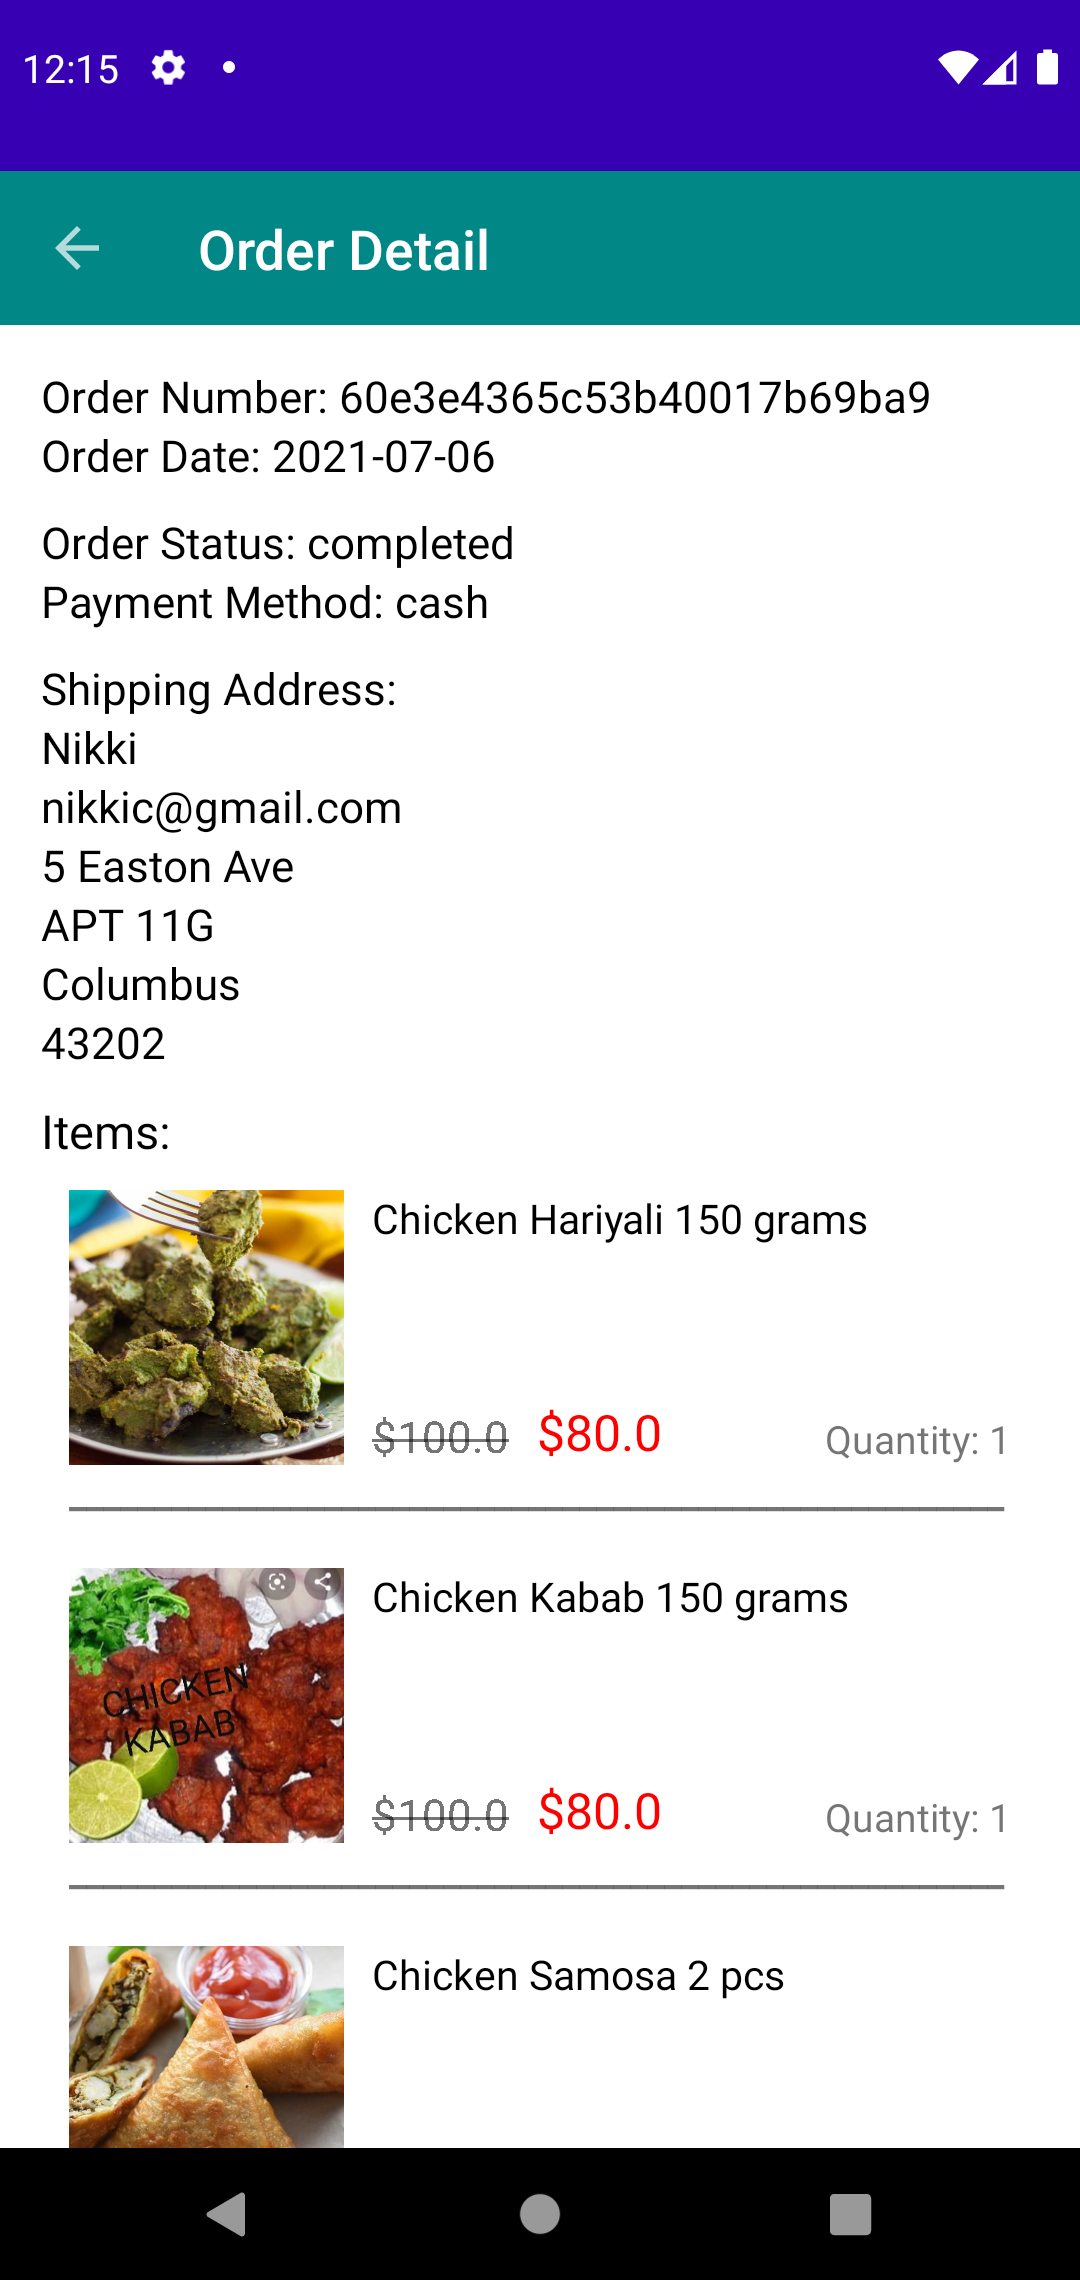 12:15
Order Detail
Order Number: 60e3e4365c53b40017b69ba9
Order Date: 2021-07-06
Order Status: completed
Payment Method: cash
Shipping Address:
Nikki
nikkic@gmail.com
5 Easton Ave
APT 11G
Columbus
43202
Items:
Chicken Hariyali 150 grams
$100.0 $80.0 Quantity: 1
Chicken Kabab 150 grams
CHICKEN
KABAB
$100.0 $80.0 Quantity: 1
Chicken Samosa 2 pcs